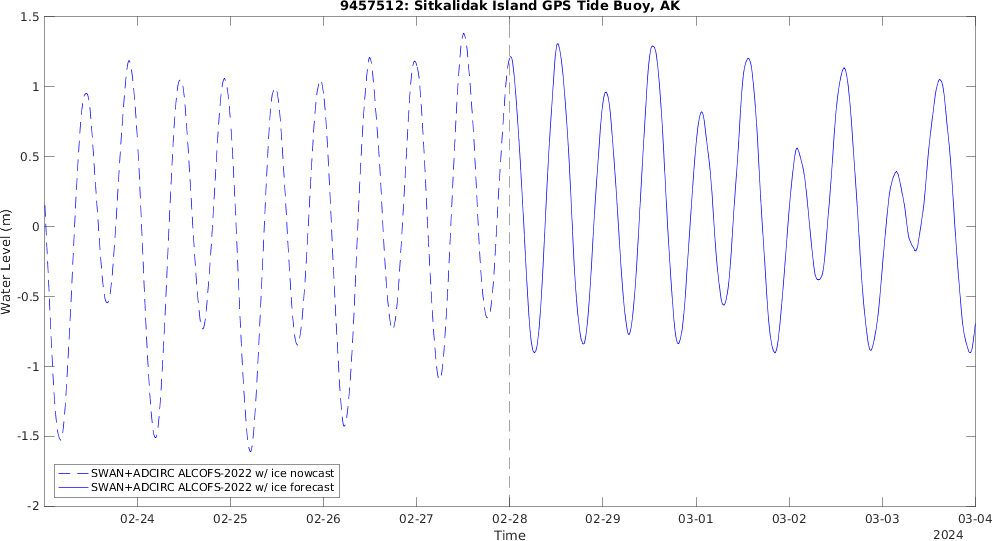 9457512: Sitkalidak Island GPS Tide Buoy, AK
1.5
1
0.5
0
-0.5
-1
-1.5
-2
Water Level (m)
SWAN+ADCIRC ALCOFS-2022 w/ ice nowcast
SWAN+ADCIRC ALCOFS-2022 w/ ice forecast
02-24 02-25 02-26 02-27 02-28 02-29 03-01 03-02 03-03 03-04
Time
2024